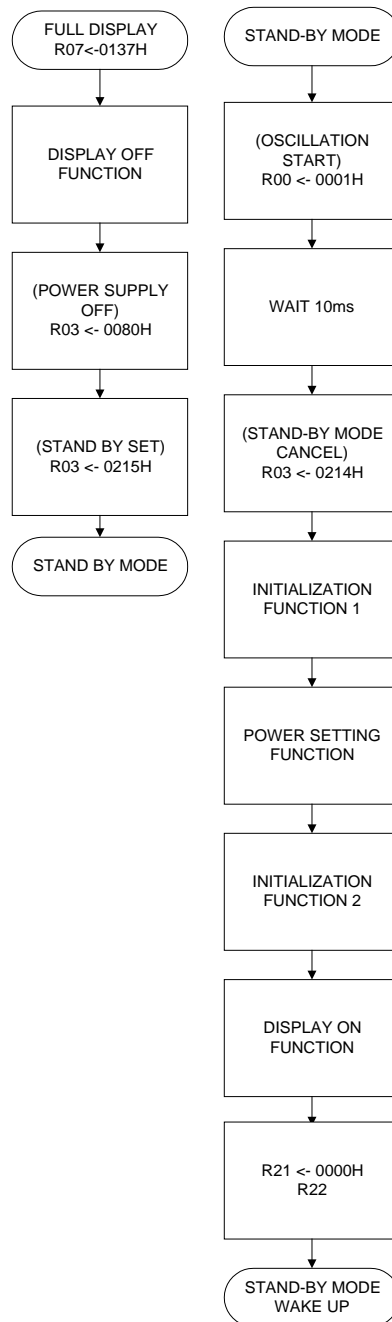 FULL DISPLAY
R07<-0137H
DISPLAY OFF
FUNCTION
(POWER SUPPLY
OFF)
R03 <- 0080H
(STAND BY SET)
R03 <- 0215H
STAND BY MODE
STAND-BY MODE
(OSCILLATION
START)
R00 <- 0001H
WAIT 10ms
(STAND-BY MODE
CANCEL)
R03 <- 0214H
INITIALIZATION
FUNCTION 1
POWER SETTING
FUNCTION
INITIALIZATION
FUNCTION 2
DISPLAY ON
FUNCTION
R21 <- 0000H
R22
STAND-BY MODE
WAKE UP